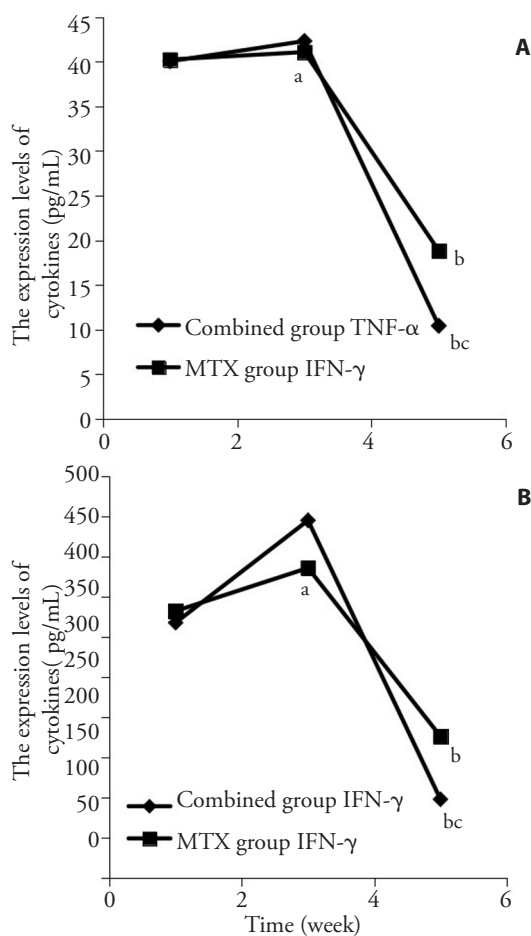 A
45
40
35
30
25
20
15
10
5
0
The expression levels of
cytokines (pg/mL)
a
b
bc
Combined group TNF-α
MTX group IFN-γ
0 2 4 6
B
500
450
400
350
300
250
200
150
100
50
0
The expression levels of
cytokines( pg/mL)
a
b
bc
Combined group IFN-γ
MTX group IFN-γ
0 2 4 6
Time (week)